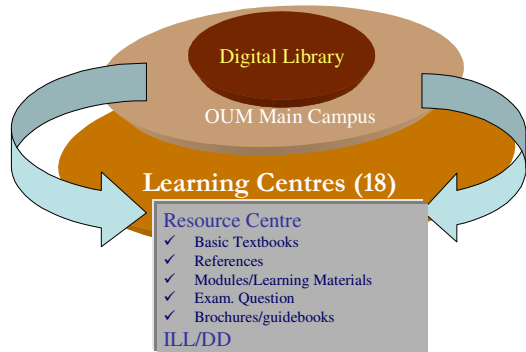 Digital Library
OUM Main Campus
Learning Centres (18)
Resource Centre
✓ Basic Textbooks
✓ References
✓ Modules/Learning Materials
✓ Exam. Question
✓ Brochures/guidebooks
ILL/DD